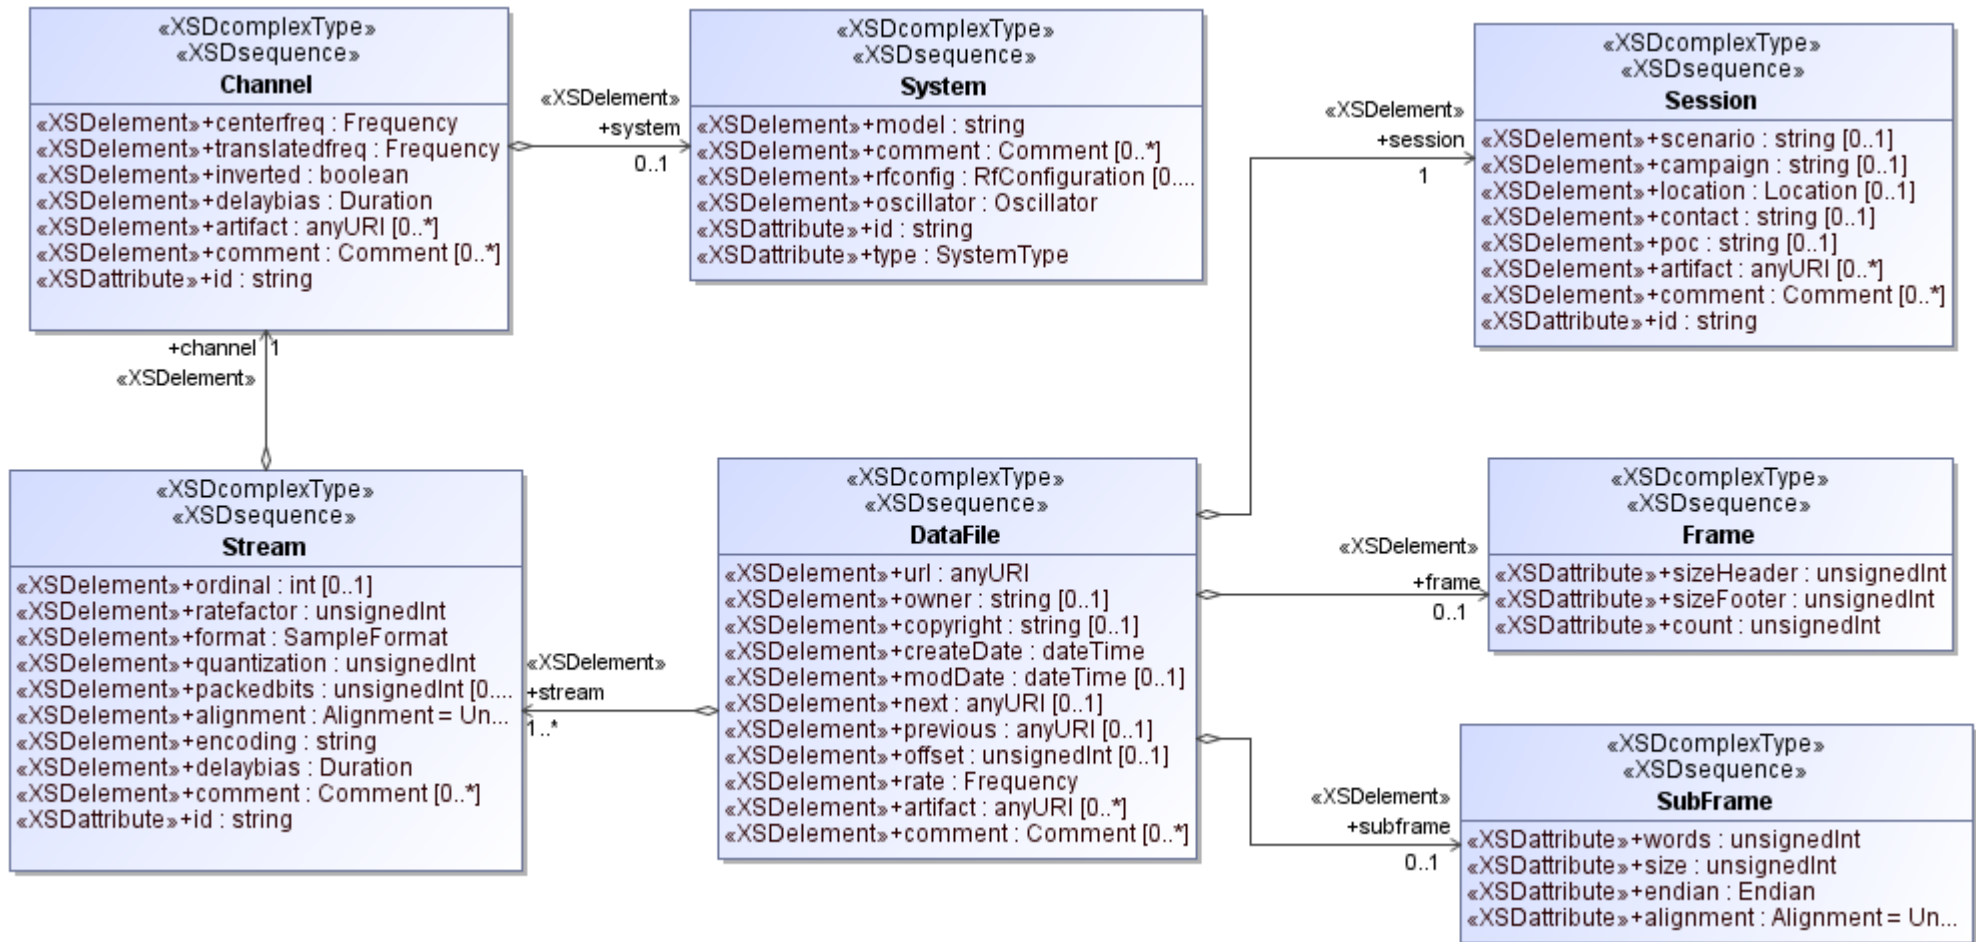 «XSDcomplexType»
«XSDsequence»
Channel
«XSDelement»+centerfreq : Frequency
«XSDelement»+translatedfreq : Frequency
«XSDelement»+inverted : boolean
«XSDelement»+delaybias : Duration
«XSDelement»+artifact : anyURI [0..*]
«XSDelement»+comment : Comment [0..*]
«XSDattribute»+id : string
«XSDelement»
+system
0..1
«XSDcomplexType»
«XSDsequence»
System
«XSDelement»+model : string
«XSDelement»+comment : Comment [0..*]
«XSDelement»+rfconfig : RfConfiguration [0....
«XSDelement»+oscillator : Oscillator
«XSDattribute»+id : string
«XSDattribute»+type : SystemType
«XSDelement»
+session
1
«XSDcomplexType»
«XSDsequence»
Session
«XSDelement»+scenario : string [0..1]
«XSDelement»+campaign : string [0..1]
«XSDelement»+location : Location [0..1]
«XSDelement»+contact : string [0..1]
«XSDelement»+poc : string [0..1]
«XSDelement»+artifact : anyURI [0..*]
«XSDelement»+comment : Comment [0..*]
«XSDattribute»+id : string
+channel 1
«XSDelement»
«XSDcomplexType»
«XSDsequence»
Stream
«XSDelement»+ordinal : int [0..1]
«XSDelement»+ratefactor : unsignedInt
«XSDelement»+format : SampleFormat
«XSDelement»+quantization : unsignedInt
«XSDelement»+packedbits : unsignedInt [0....
«XSDelement»+alignment : Alignment = Un...
«XSDelement»+encoding : string
«XSDelement»+delaybias : Duration
«XSDelement»+comment : Comment [0..*]
«XSDattribute»+id : string
«XSDelement»
+stream
1..*
«XSDcomplexType»
«XSDsequence»
DataFile
«XSDelement»+url : anyURI
«XSDelement»+owner : string [0..1]
«XSDelement»+copyright : string [0..1]
«XSDelement»+createDate : dateTime
«XSDelement»+modDate : dateTime [0..1]
«XSDelement»+next : anyURI [0..1]
«XSDelement»+previous : anyURI [0..1]
«XSDelement»+offset : unsignedInt [0..1]
«XSDelement»+rate : Frequency
«XSDelement»+artifact : anyURI [0..*]
«XSDelement»+comment : Comment [0..*]
«XSDelement»
+frame
0..1
«XSDcomplexType»
«XSDsequence»
Frame
«XSDattribute»+sizeHeader : unsignedInt
«XSDattribute»+sizeFooter : unsignedInt
«XSDattribute»+count : unsignedInt
«XSDelement»
+subframe
0..1
«XSDcomplexType»
«XSDsequence»
SubFrame
«XSDattribute»+words : unsignedInt
«XSDattribute»+size : unsignedInt
«XSDattribute»+endian : Endian
«XSDattribute»+alignment : Alignment = Un...